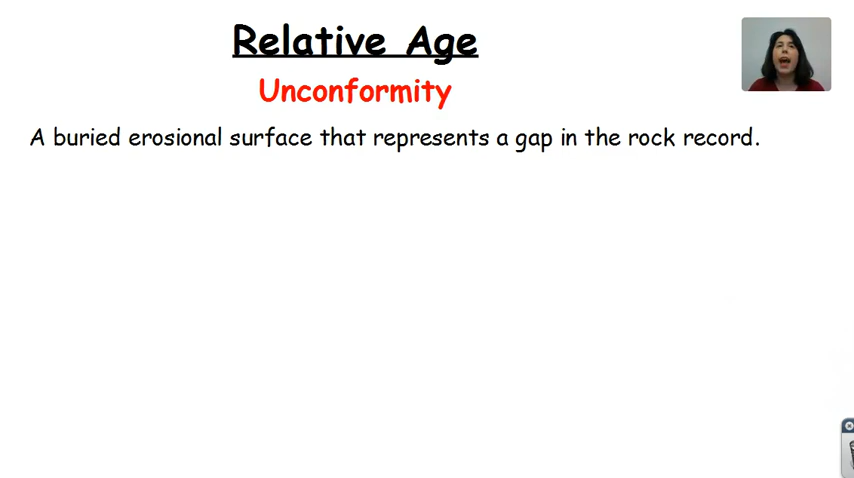 Relative Age
Unconformity
A buried erosional surface that represents a gap in the rock record.